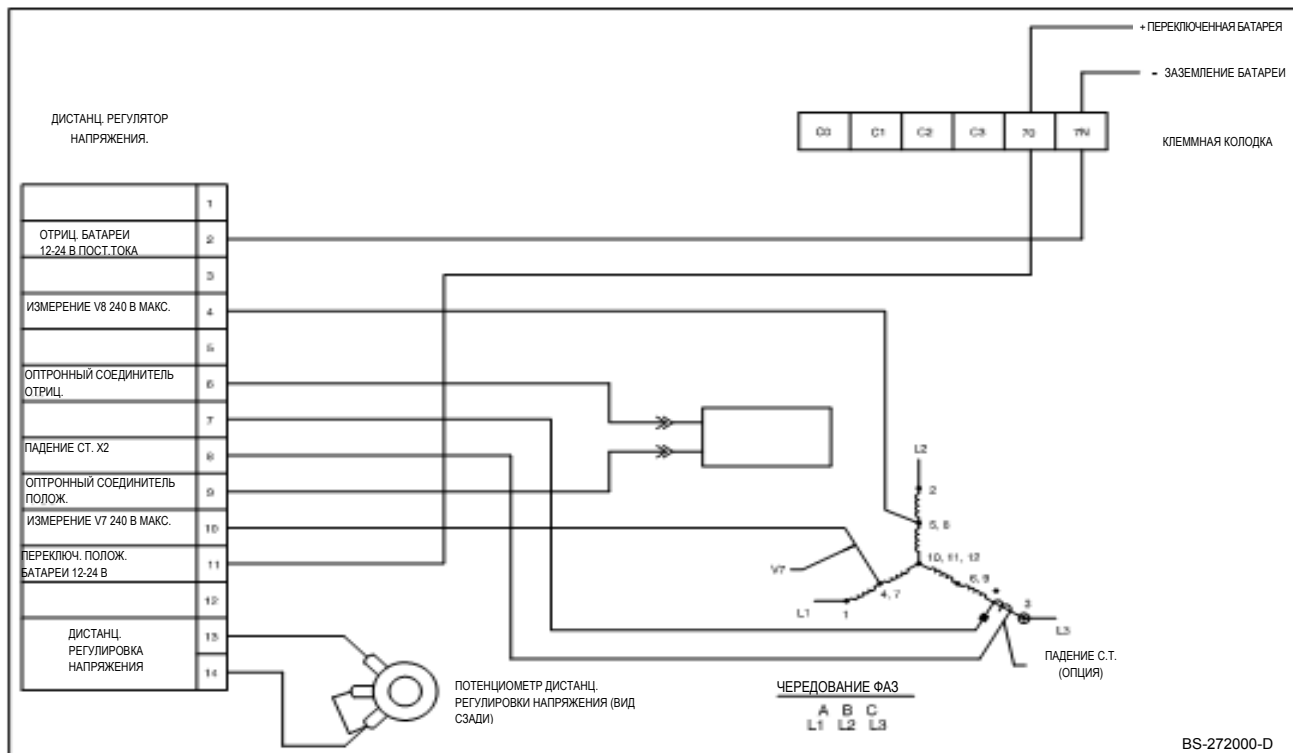 + ПЕРЕКЛЮЧЕННАЯ БАТАРЕЯ
- ЗАЗЕМЛЕНИЕ БАТАРЕИ
C0 C1 C2 C3 70 7N
КЛЕММНАЯ КОЛОДКА
ДИСТАНЦ. РЕГУЛЯТОР
НАПРЯЖЕНИЯ.
1
ОТРИЦ. БАТАРЕИ
12-24 В ПОСТ.ТОКА
2
3
ИЗМЕРЕНИЕ V8 240 В МАКС.
4
5
ОПТРОННЫЙ СОЕДИНИТЕЛЬ
ОТРИЦ.
6
7
ПАДЕНИЕ СТ. X2
8
ОПТРОННЫЙ СОЕДИНИТЕЛЬ
ПОЛОЖ.
9
ИЗМЕРЕНИЕ V7 240 В МАКС.
10
ПЕРЕКЛЮЧ. ПОЛОЖ.
БАТАРЕИ 12-24 В
11
12
ДИСТАНЦ.
РЕГУЛИРОВКА
НАПРЯЖЕНИЯ
13
14
ПОТЕНЦИОМЕТР ДИСТАНЦ.
РЕГУЛИРОВКИ НАПРЯЖЕНИЯ (ВИД
СЗАДИ)
L2
2
5, 8
10, 11, 12
V7
4, 7
6, 9
L1
1
3
L3
ПАДЕНИЕ С.Т.
(ОПЦИЯ)
ЧЕРЕДОВАНИЕ ФАЗ
A B C
L1 L2 L3
BS-272000-D